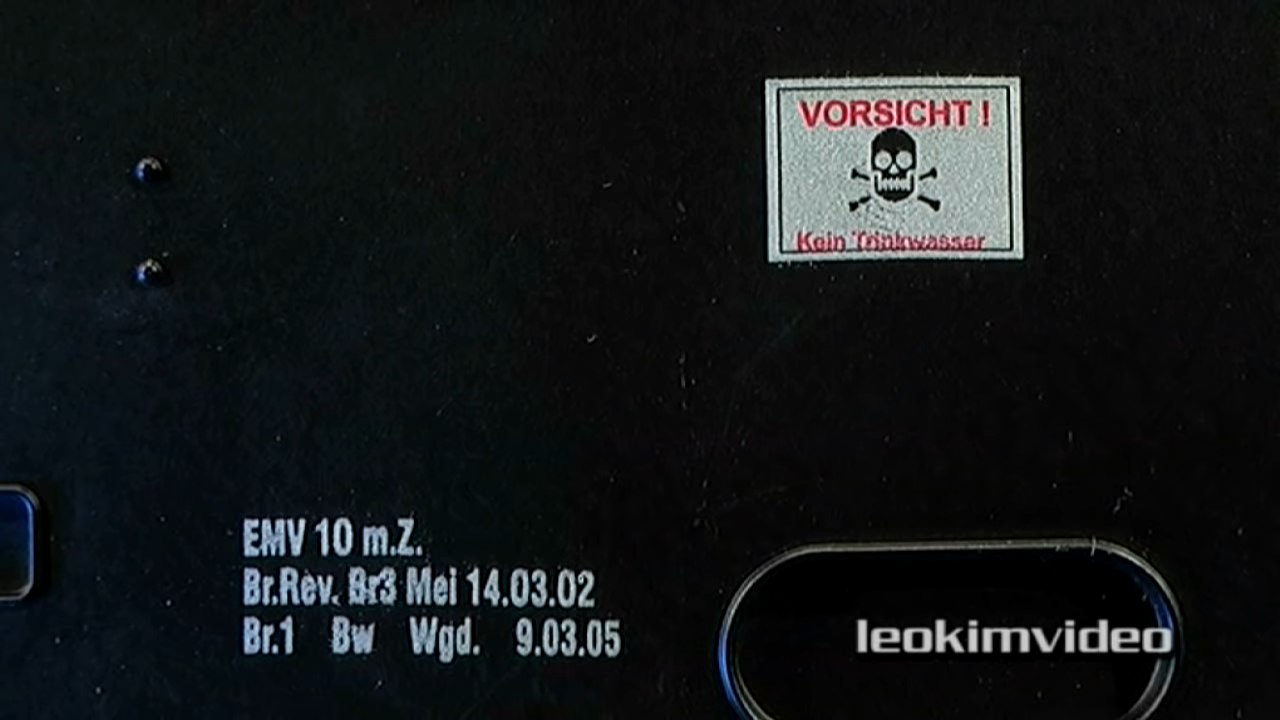 VORSICHT !
Kein Trinkwasser
EMV 10 m.Z.
Br.Rev. Br3 Mei 14.03.02
Br.1 Bw Wgd. 9.03.05
leokimvideo